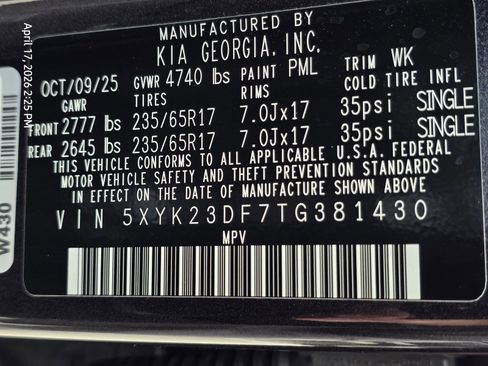 MANUFACTURED BY
KIA GEORGIA, INC.
OCT/09/25 GVWR 4740 lbs PAINT PML TRIM WK
GAWR TIRES RIMS COLD TIRE INFL
FRONT 2777 lbs 235/65R17 7.0Jx17 35psi SINGLE
REAR 2645 lbs 235/65R17 7.0Jx17 35psi SINGLE
THIS VEHICLE CONFORMS TO ALL APPLICABLE U.S.A. FEDERAL
MOTOR VEHICLE SAFETY AND THEFT PREVENTION STANDARDS
IN EFFECT ON THE DATE OF MANUFACTURE SHOWN ABOVE
VIN 5XYK23DF7TG381430
MPV
W430
April 17, 2026 2:25 PM